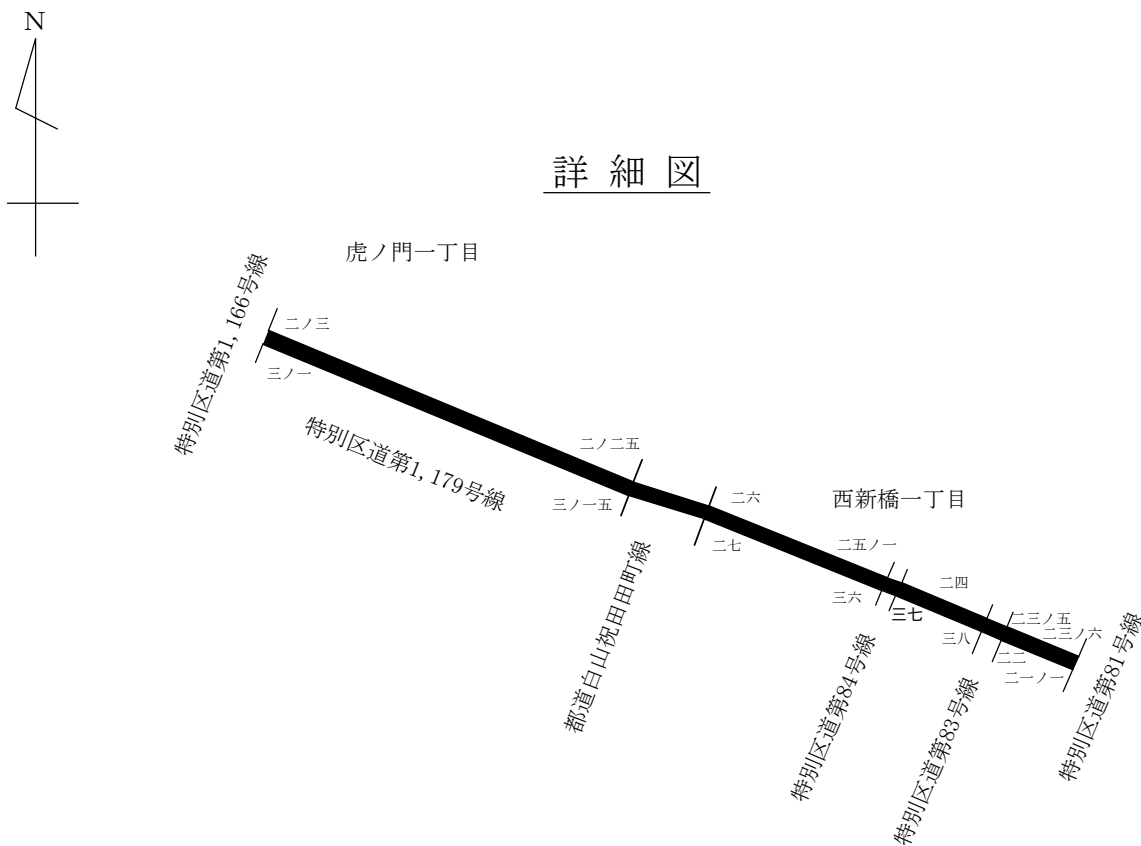 N
詳細図
虎ノ門一丁目
特別区道第1,166号線
二ノ三
三ノ一
特別区道第1,179号線
二ノ二五
三ノ一五
都道白山祝田田町線
二六
二七
西新橋一丁目
二五ノ一
三六
三七
二四
特別区道第84号線
三八
二三ノ五
二三ノ六
二二
二一ノ一
特別区道第83号線
特別区道第81号線